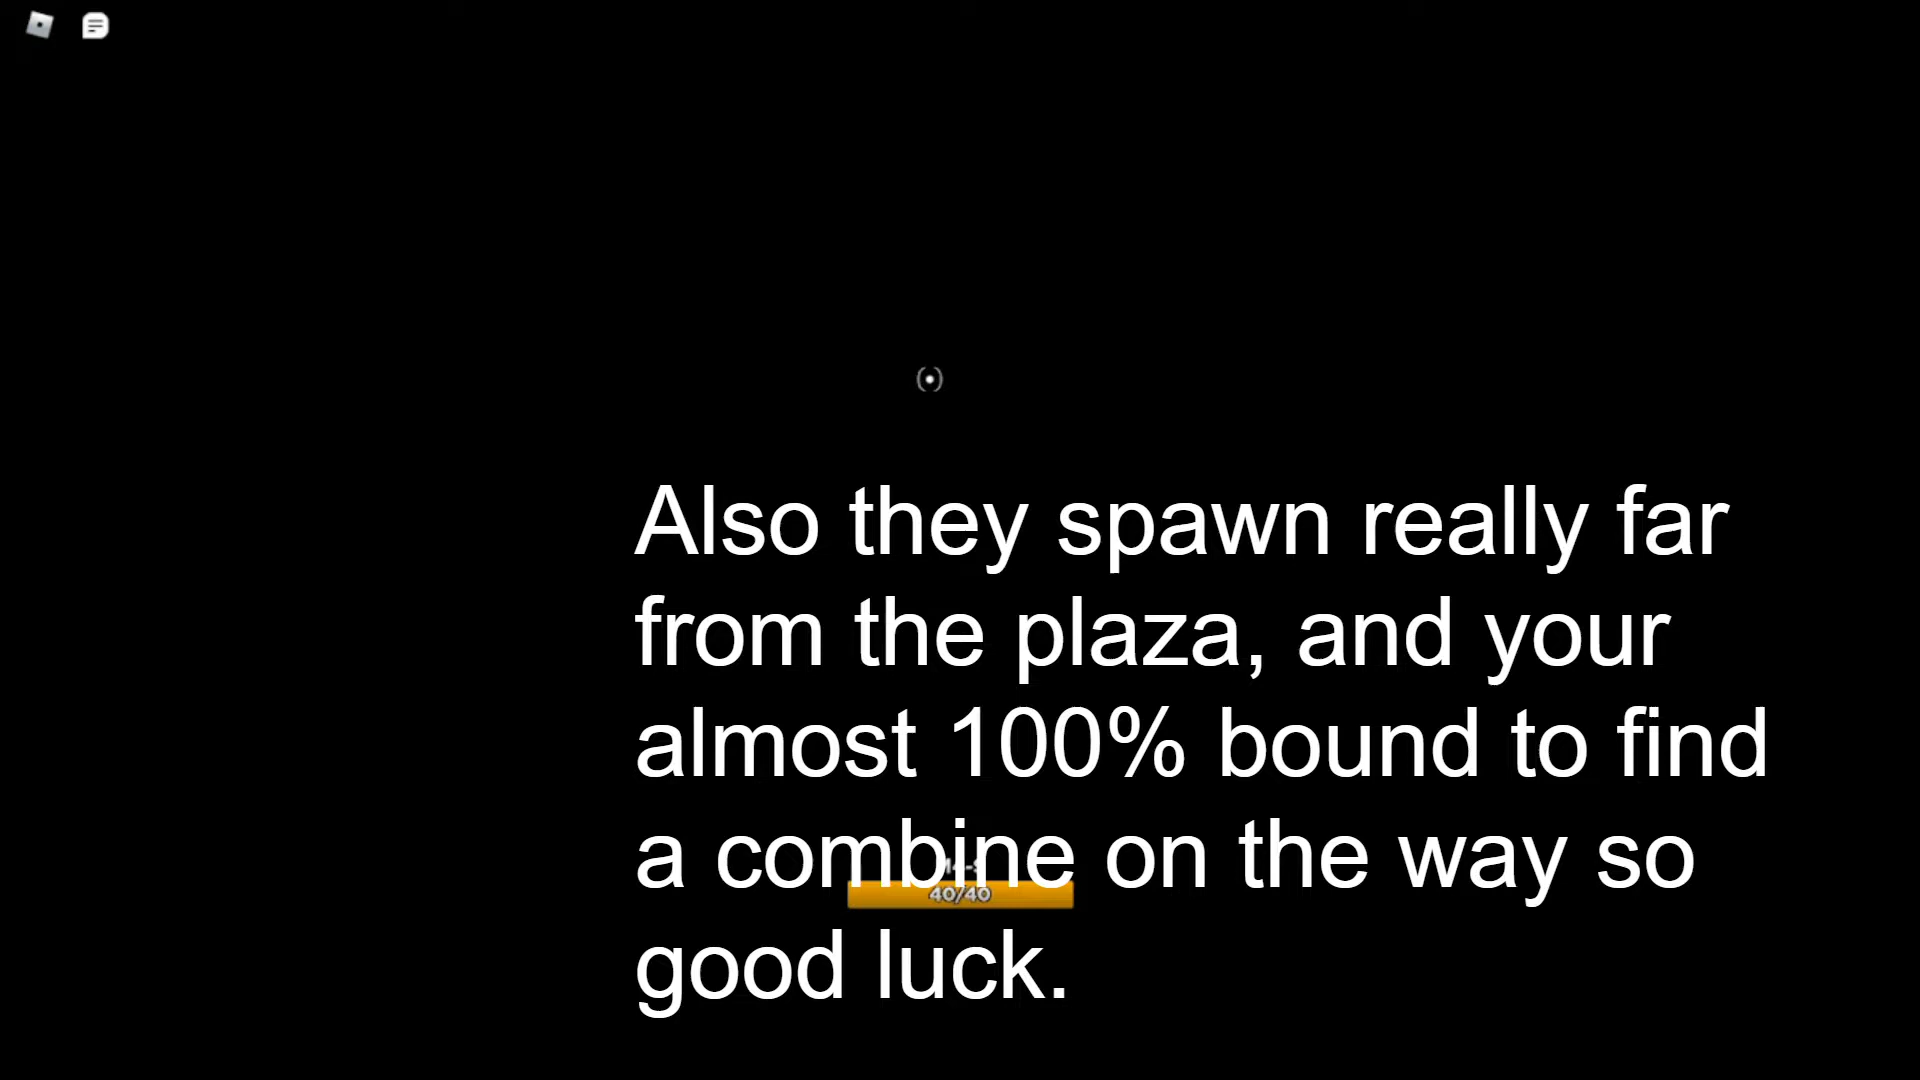 Also they spawn really far
from the plaza, and your
almost 100% bound to find
a combine on the way so
40/40
good luck.